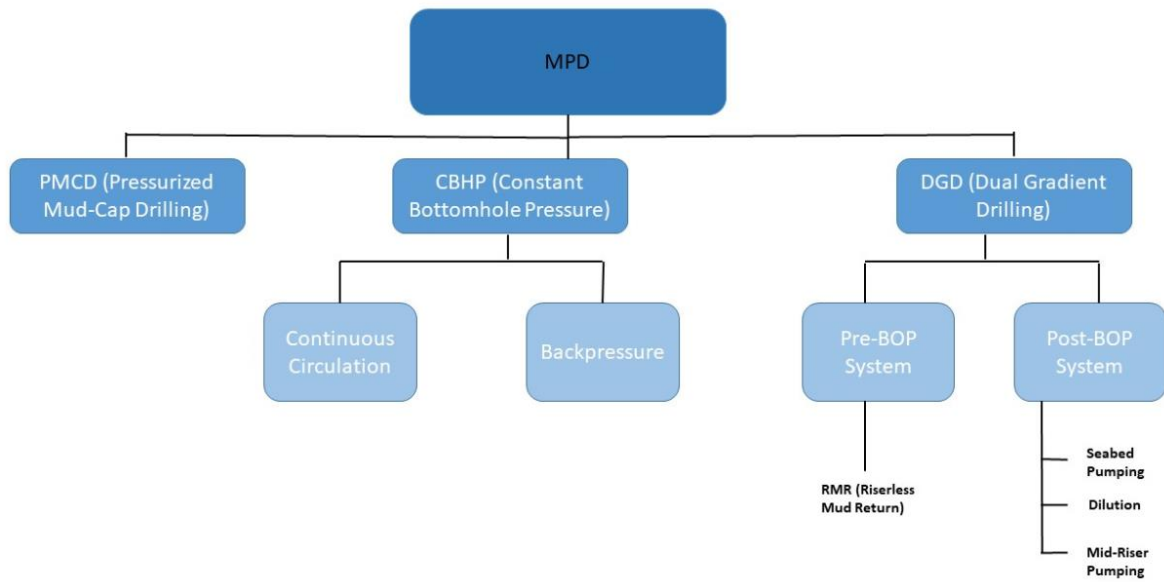 MPD
PMCD (Pressurized
Mud-Cap Drilling)
CBHP (Constant
Bottomhole Pressure)
DGD (Dual Gradient
Drilling)
Continuous
Circulation
Backpressure
Pre-BOP
System
Post-BOP
System
RMR (Riserless
Mud Return)
Seabed
Pumping
Dilution
Mid-Riser
Pumping